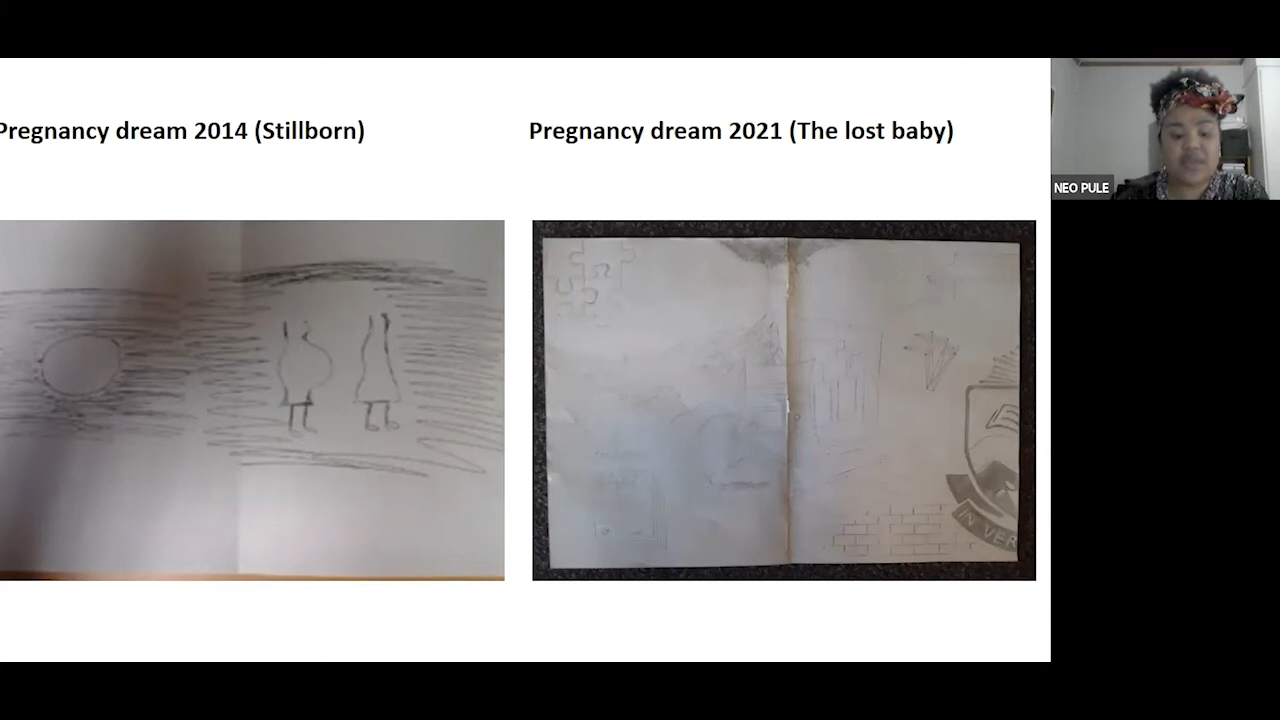 Pregnancy dream 2014 (Stillborn)
Pregnancy dream 2021 (The lost baby)
NEO PULE
IN VER